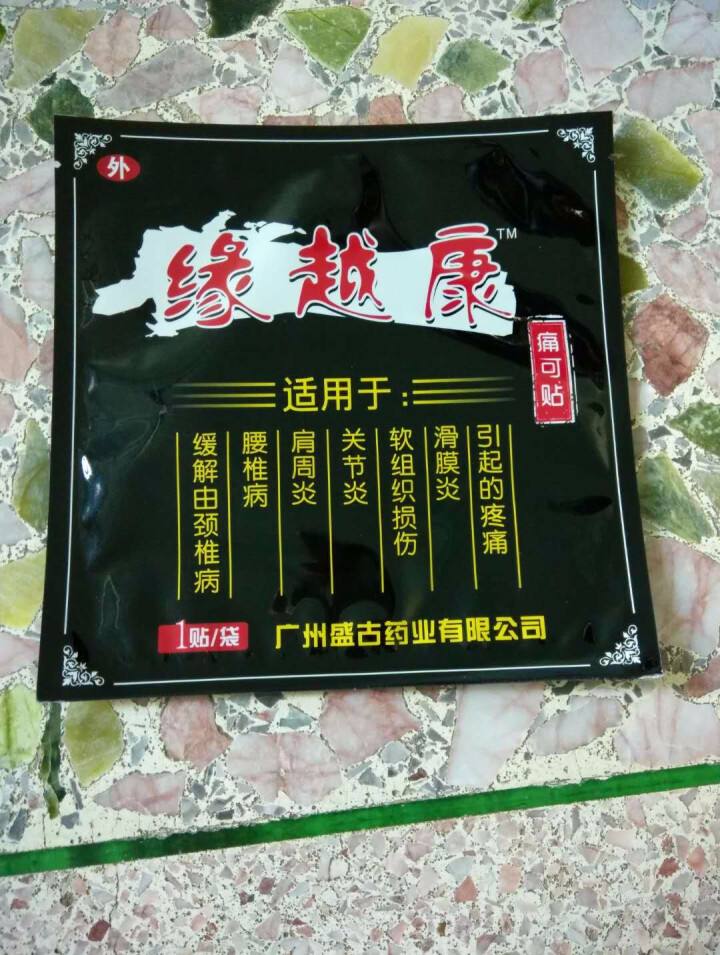 外
缘越康™
痛可贴
适用于：
缓解由颈椎病
腰椎病
肩周炎
关节炎
软组织损伤
滑膜炎
引起的疼痛
1贴/袋
广州盛古药业有限公司